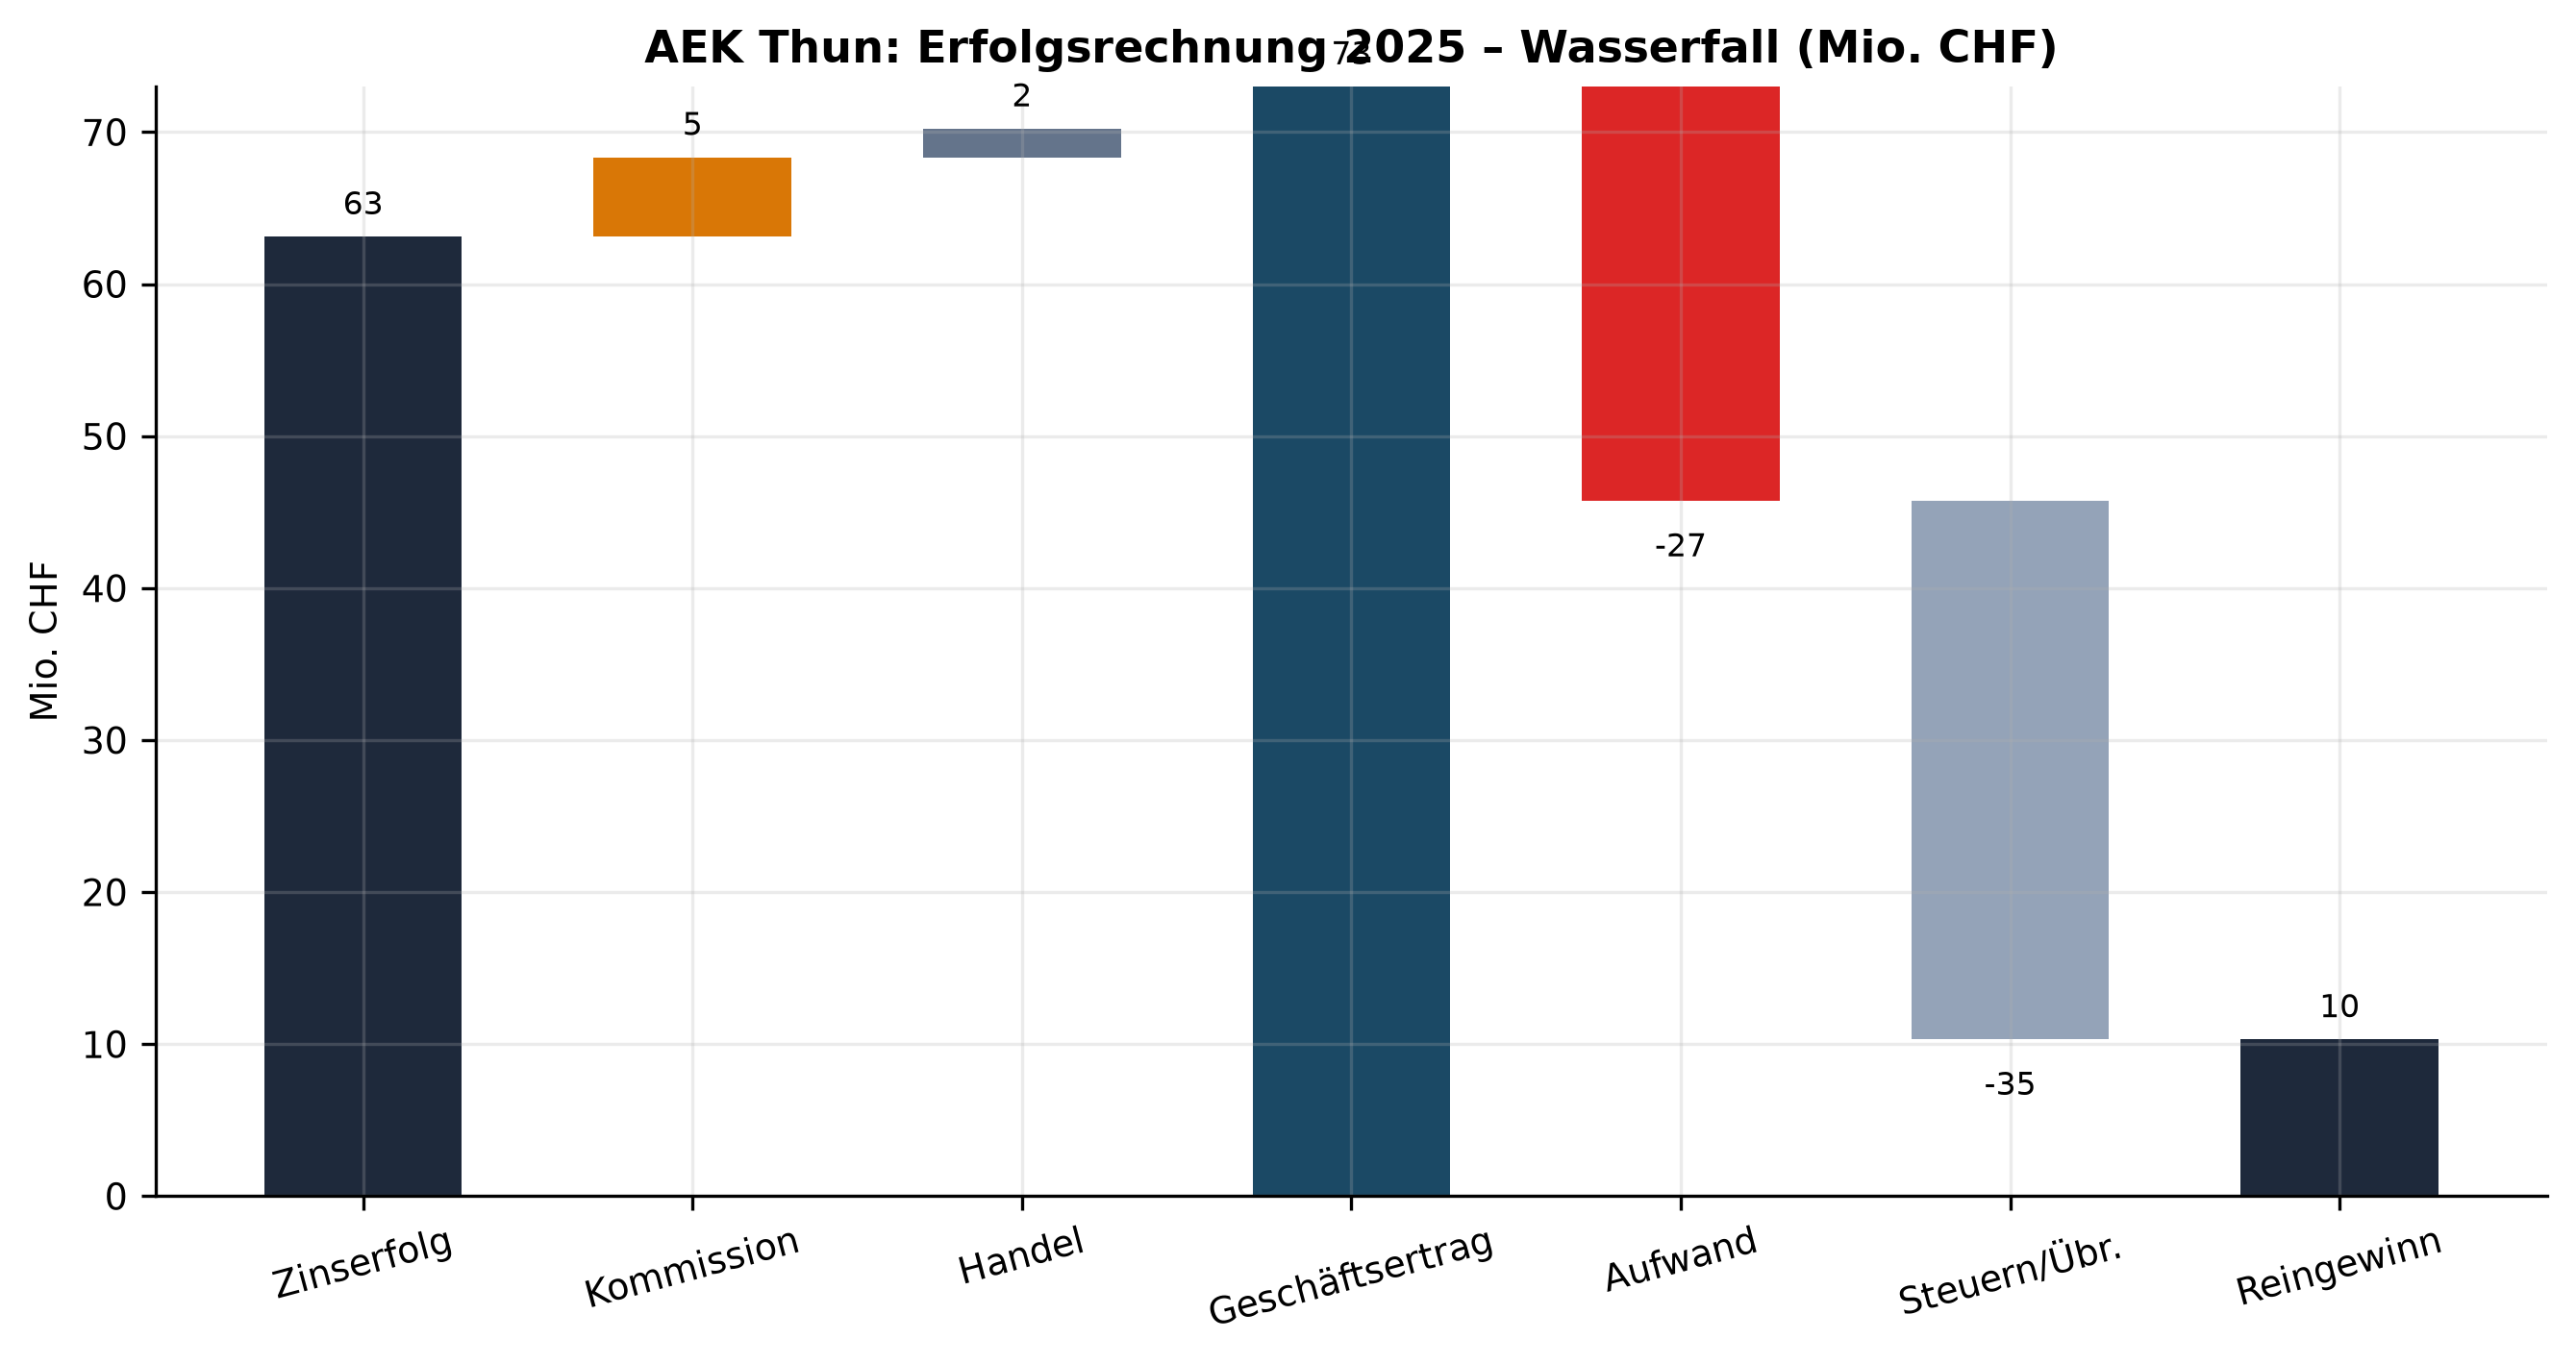 AEK Thun: Erfolgsrechnung 2025 – Wasserfall (Mio. CHF)
73
2
5
70
63
60
50
-27
40
Mio. CHF
30
20
10
10
-35
0
Zinserfolg
Kommission
Handel
Geschäftsertrag
Aufwand
Steuern/Übr.
Reingewinn